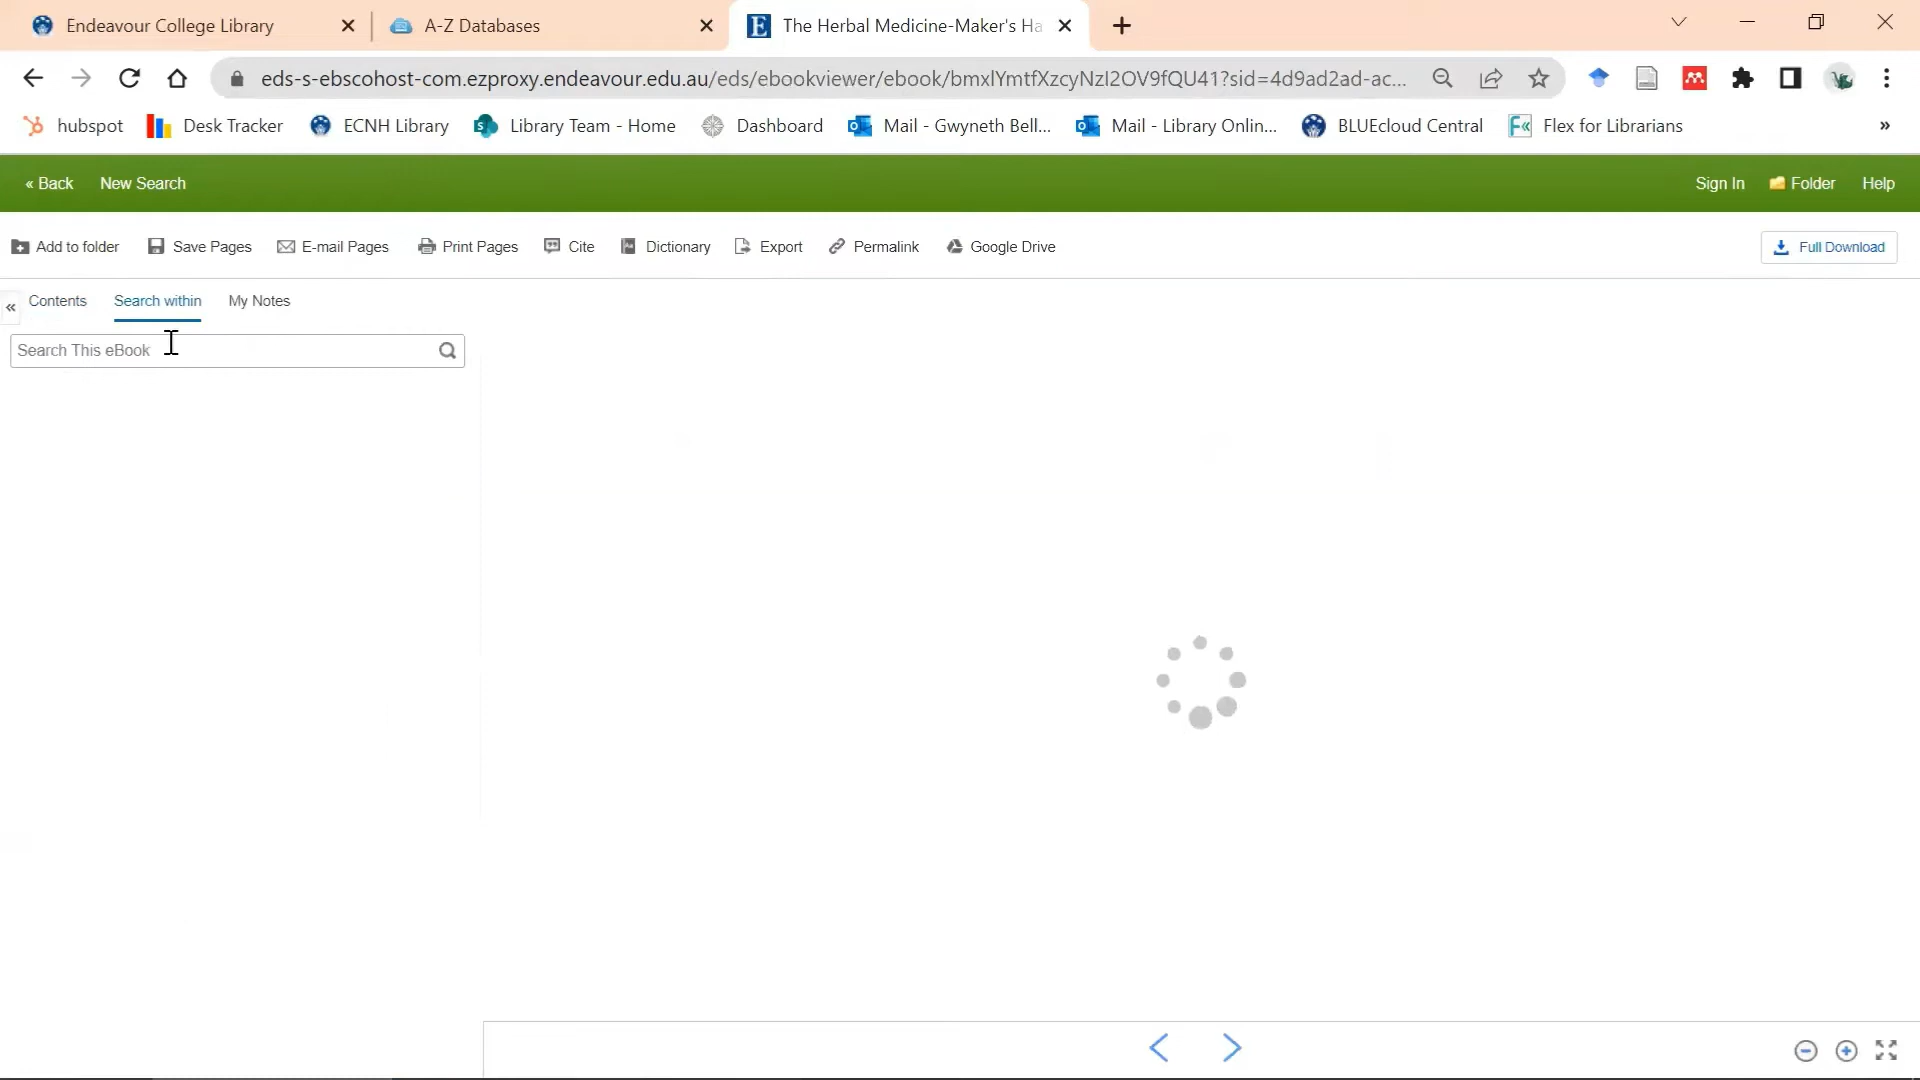 Endeavour College Library
A-Z Databases
The Herbal Medicine-Maker's Ha
eds-s-ebscohost-com.ezproxy.endeavour.edu.au/eds/ebookviewer/ebook/bmxlYmtfXzcyNzI2OV9fQU41?sid=4d9ad2ad-ac...
hubspot
Desk Tracker
ECNH Library
Library Team - Home
Dashboard
Mail - Gwyneth Bell...
Mail - Library Onlin...
BLUEcloud Central
Flex for Librarians
»
« Back
New Search
Sign In
Folder
Help
Add to folder
Save Pages
E-mail Pages
Print Pages
Cite
Dictionary
Export
Permalink
Google Drive
Full Download
«
Contents
Search within
My Notes
Search This eBook